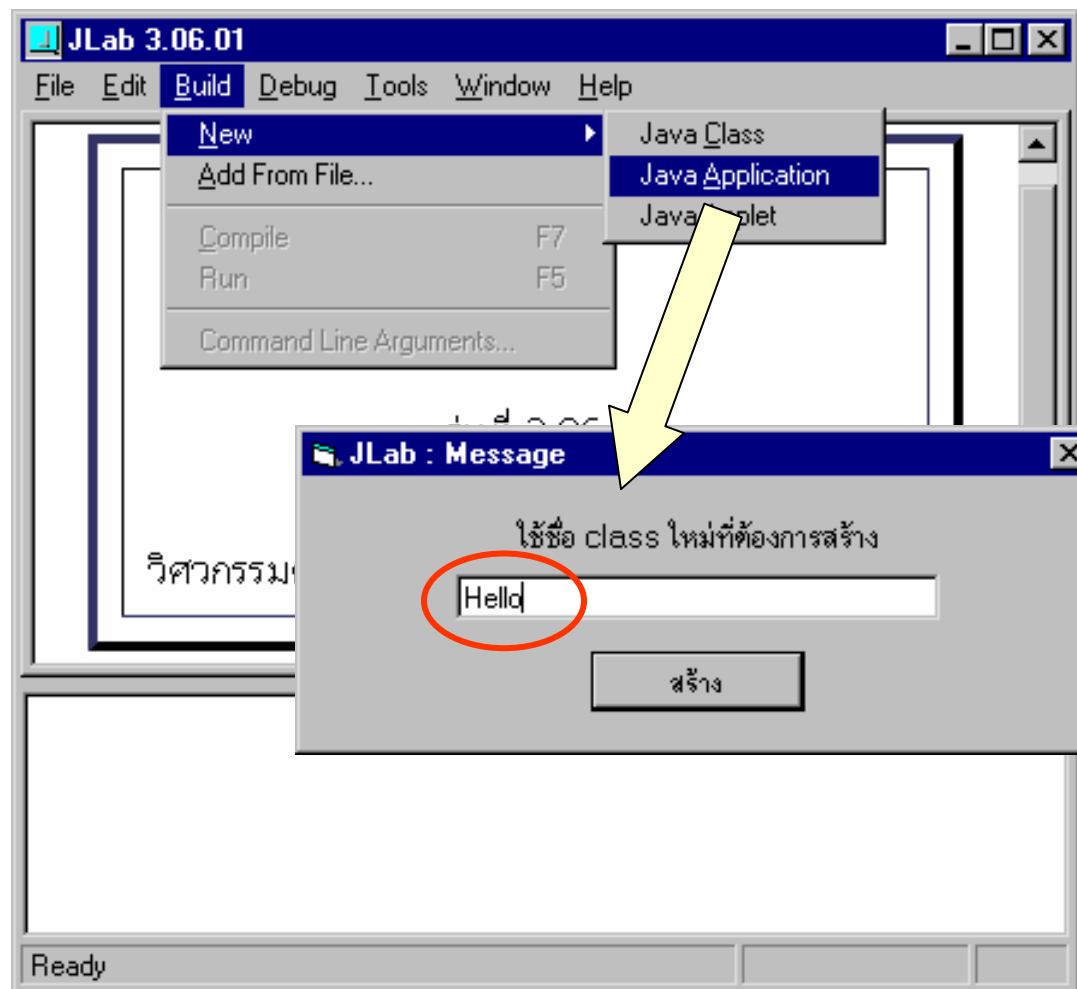 JLab 3.06.01
File Edit Build Debug Tools Window Help
New
Add From File...
Compile F7
Run F5
Command Line Arguments...
Java Class
Java Application
Java
JLab : Message
ใช้ชื่อ class ใหม่ที่ต้องการสร้าง
Hello
สร้าง
Ready